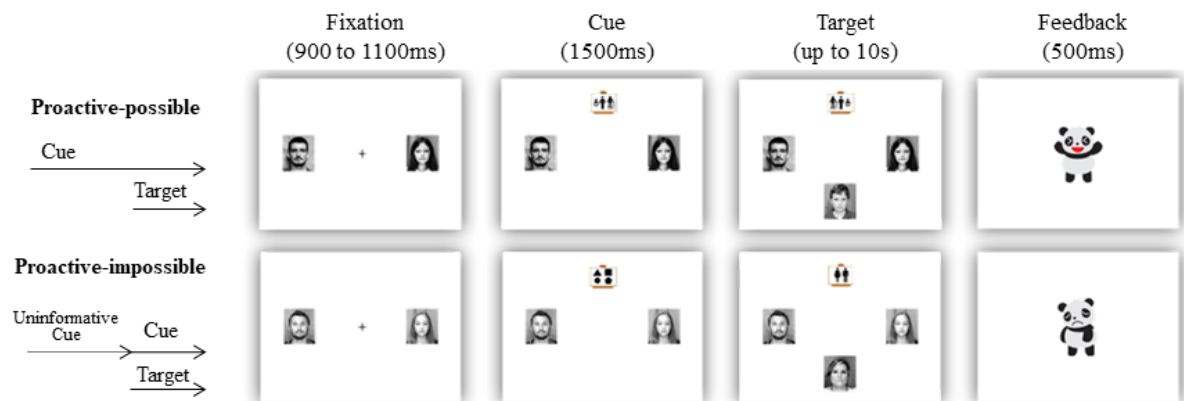 Fixation
(900 to 1100ms)
Cue
(1500ms)
Target
(up to 10s)
Feedback
(500ms)
Proactive-possible
Cue
Target
+
Proactive-impossible
Uninformative
Cue
Cue
Target
+